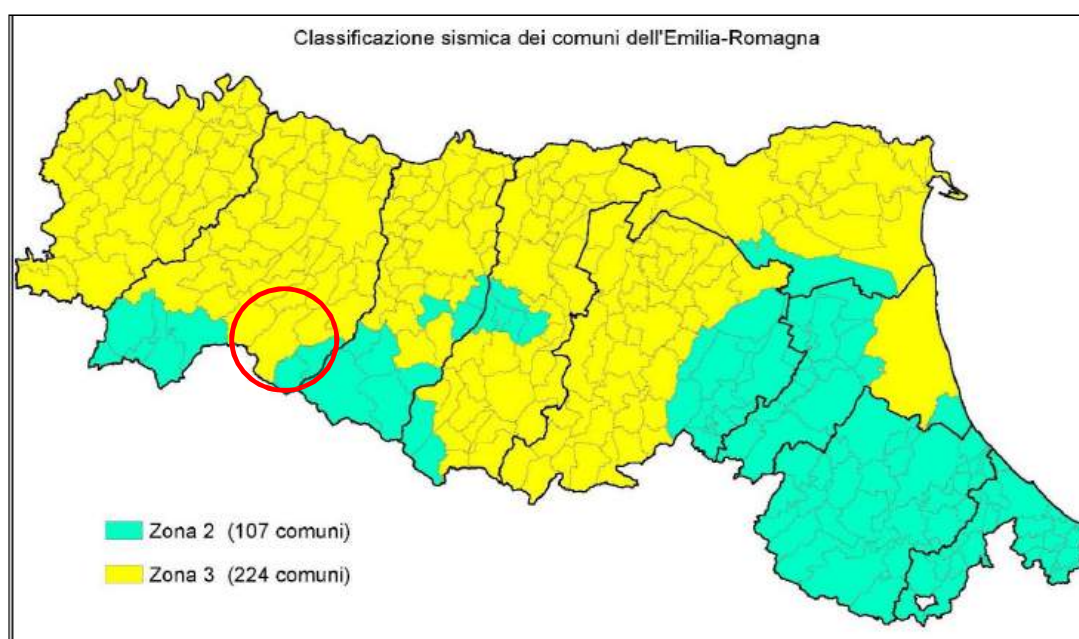 Classificazione sismica dei comuni dell'Emilia-Romagna
Zona 2 (107 comuni)
Zona 3 (224 comuni)